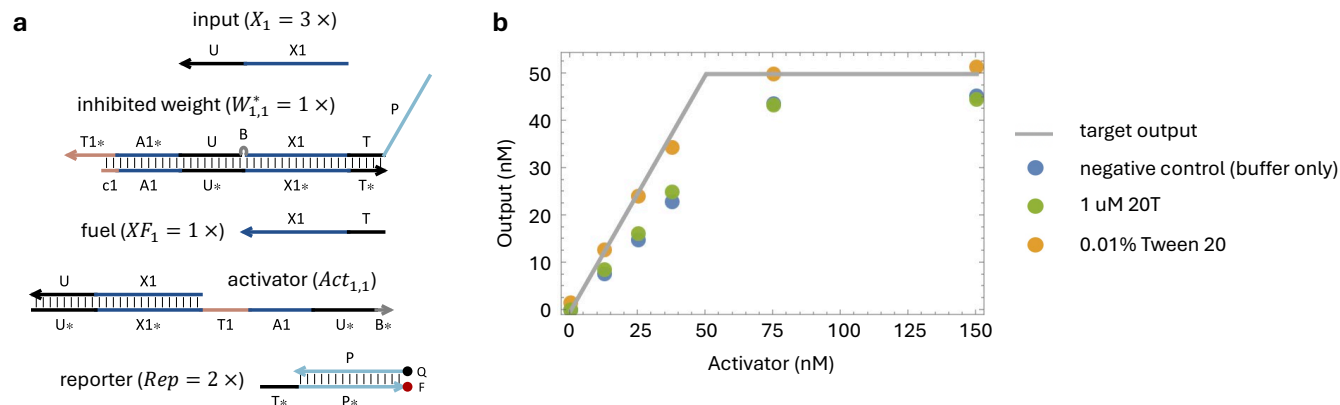 a
input (X₁ = 3 ×)
U X1
inhibited weight (W*₁,₁ = 1 ×)
P
T1* A1* U B X1 T
c1 A1 U* X1* T*
fuel (XF₁ = 1 ×)
X1 T
activator (Act₁,₁)
U X1
U* X1* T1 A1 U* B*
reporter (Rep = 2 ×)
P
Q
F
T* P*
b
Output (nM)
50
40
30
20
10
0
0 25 50 75 100 125 150
Activator (nM)
target output
negative control (buffer only)
1 uM 20T
0.01% Tween 20